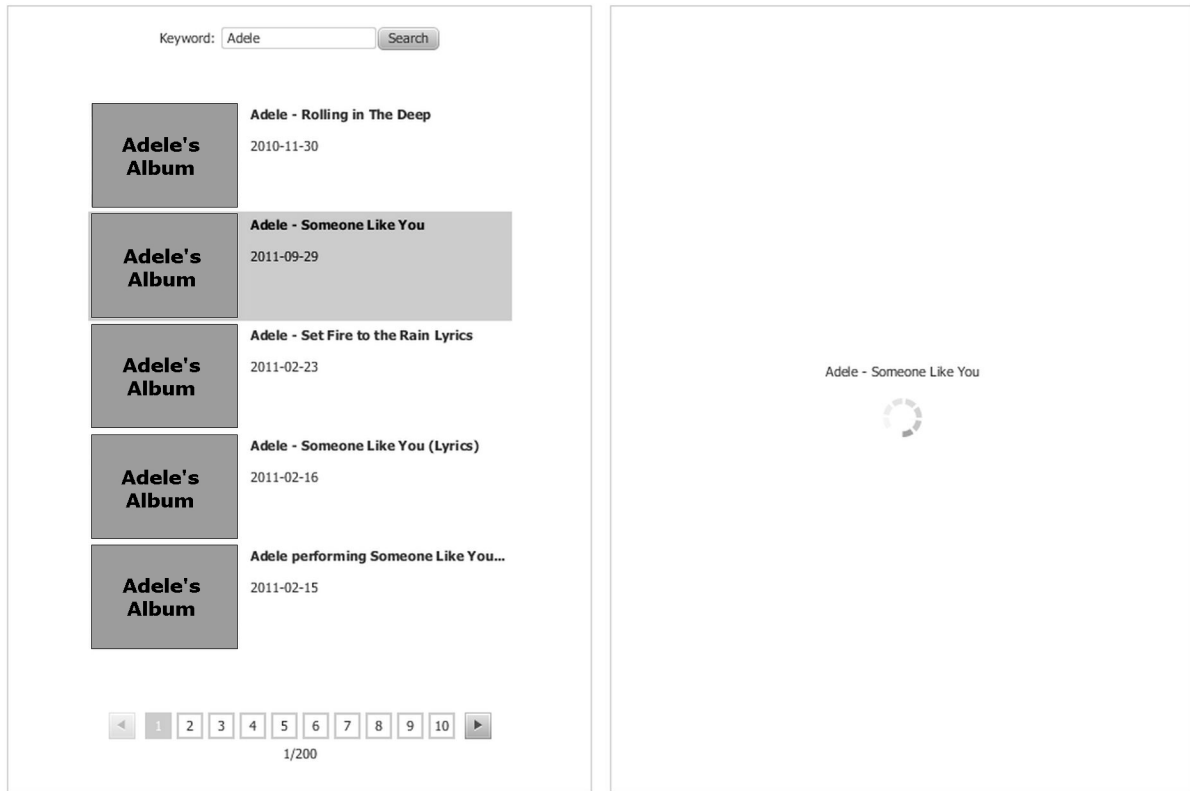 Keyword: Adele Search
Adele's
Album
Adele - Rolling in The Deep
2010-11-30
Adele's
Album
Adele - Someone Like You
2011-09-29
Adele's
Album
Adele - Set Fire to the Rain Lyrics
2011-02-23
Adele's
Album
Adele - Someone Like You (Lyrics)
2011-02-16
Adele's
Album
Adele performing Someone Like You...
2011-02-15
1 2 3 4 5 6 7 8 9 10
1/200
Adele - Someone Like You